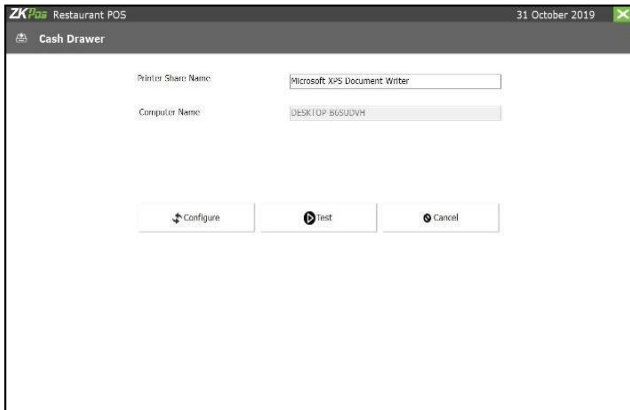 ZKPos Restaurant POS 31 October 2019
Cash Drawer
Printer Share Name Microsoft XPS Document Writer
Computer Name DESKTOP-B6SUDVH
Configure Test Cancel